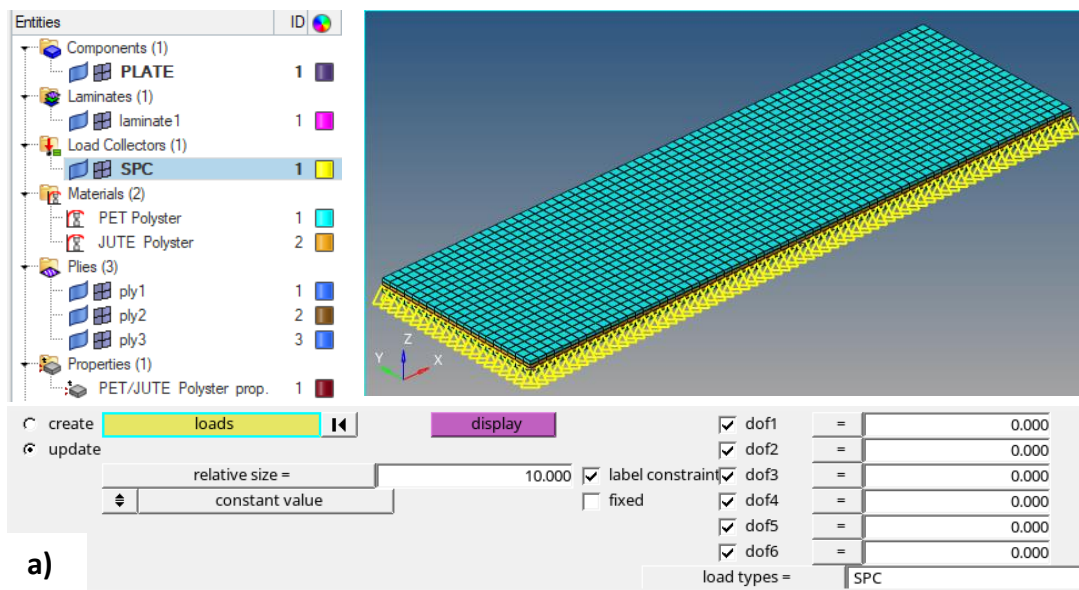 Entities ID
Components (1)
PLATE 1
Laminates (1)
laminate1 1
Load Collectors (1)
SPC 1
Materials (2)
PET Polyster 1
JUTE Polyster 2
Plies (3)
ply1 1
ply2 2
ply3 3
Properties (1)
PET/JUTE Polyster prop. 1
Z
Y X
create loads display dof1 = 0.000
update dof2 = 0.000
relative size = 10.000 label constraint dof3 = 0.000
constant value fixed dof4 = 0.000
dof5 = 0.000
dof6 = 0.000
a) load types = SPC